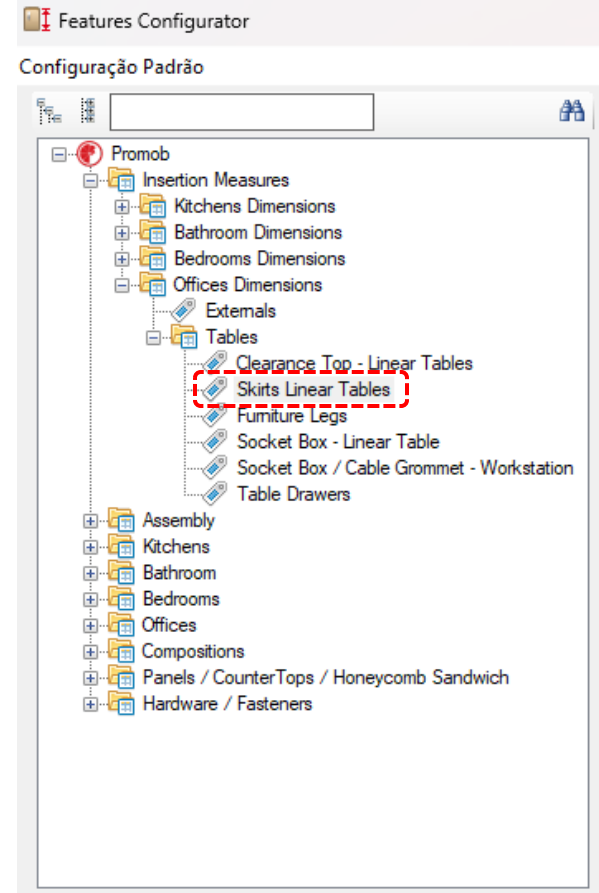 Features Configurator
Configuração Padrão
Promob
Insertion Measures
Kitchens Dimensions
Bathroom Dimensions
Bedrooms Dimensions
Offices Dimensions
Externals
Tables
Clearance Top - Linear Tables
Skirts Linear Tables
Furniture Legs
Socket Box - Linear Table
Socket Box / Cable Grommet - Workstation
Table Drawers
Assembly
Kitchens
Bathroom
Bedrooms
Offices
Compositions
Panels / CounterTops / Honeycomb Sandwich
Hardware / Fasteners